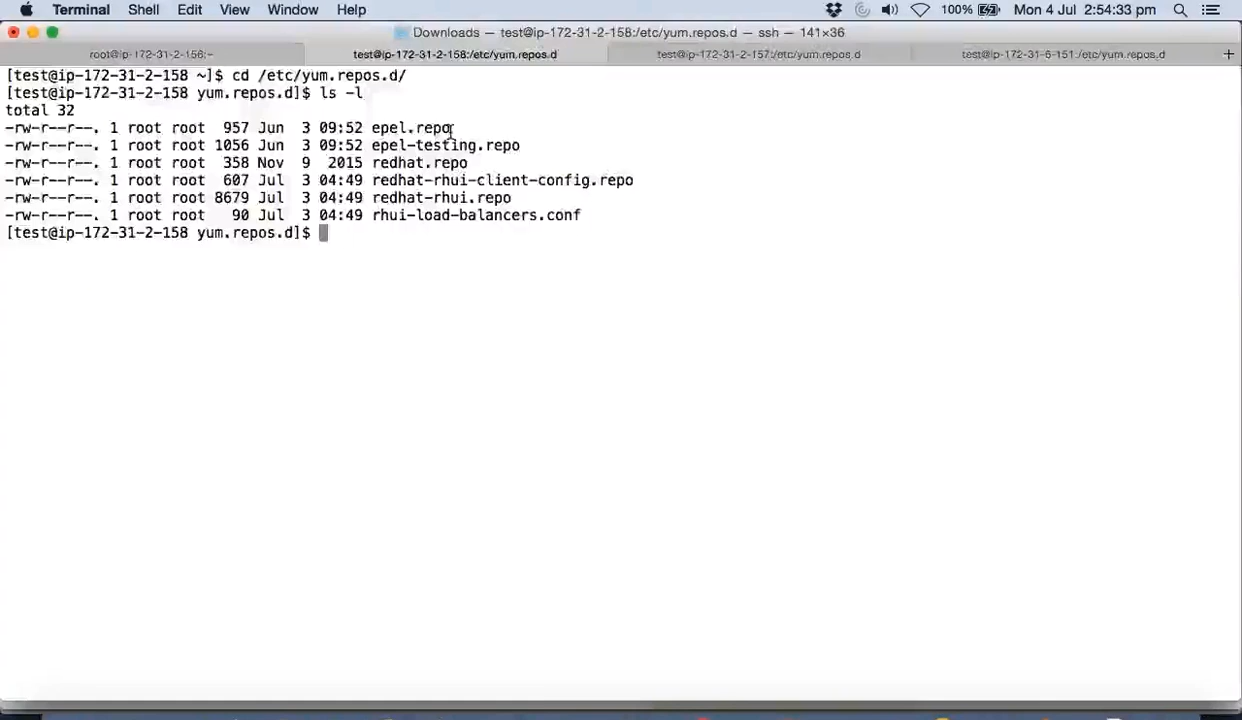 Terminal Shell Edit View Window Help 100% Mon 4 Jul 2:54:33 pm
Downloads — test@ip-172-31-2-158:/etc/yum.repos.d — ssh — 141×36
root@ip-172-31-2-156:~ test@ip-172-31-2-158:/etc/yum.repos.d test@ip-172-31-2-157:/etc/yum.repos.d test@ip-172-31-6-151:/etc/yum.repos.d +
[test@ip-172-31-2-158 ~]$ cd /etc/yum.repos.d/
[test@ip-172-31-2-158 yum.repos.d]$ ls -l
total 32
-rw-r--r--. 1 root root 957 Jun 3 09:52 epel.repo
-rw-r--r--. 1 root root 1056 Jun 3 09:52 epel-testing.repo
-rw-r--r--. 1 root root 358 Nov 9 2015 redhat.repo
-rw-r--r--. 1 root root 607 Jul 3 04:49 redhat-rhui-client-config.repo
-rw-r--r--. 1 root root 8679 Jul 3 04:49 redhat-rhui.repo
-rw-r--r--. 1 root root 90 Jul 3 04:49 rhui-load-balancers.conf
[test@ip-172-31-2-158 yum.repos.d]$